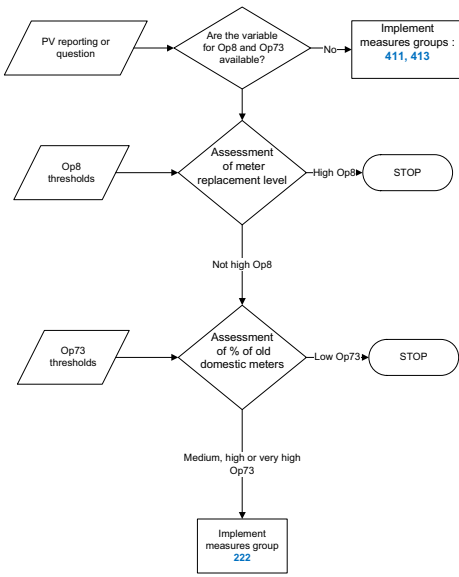 PV reporting or
question
Are the variable
for Op8 and Op73
available?
No
Implement
measures groups :
411, 413
Op8
thresholds
Assessment
of meter
replacement level
High Op8
STOP
Not high Op8
Op73
thresholds
Assessment
of % of old
domestic meters
Low Op73
STOP
Medium, high or very high
Op73
Implement
measures group
222